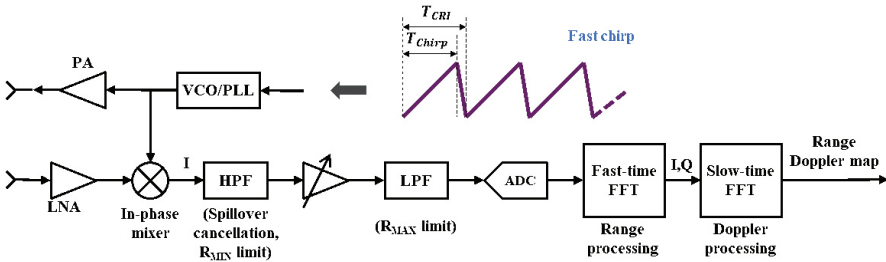 T_CRI
T_Chirp
Fast chirp
PA
VCO/PLL
LNA
In-phase
mixer
I
HPF
(Spillover
cancellation,
R_MIN limit)
LPF
(R_MAX limit)
ADC
Fast-time
FFT
Range
processing
I,Q
Slow-time
FFT
Doppler
processing
Range
Doppler map